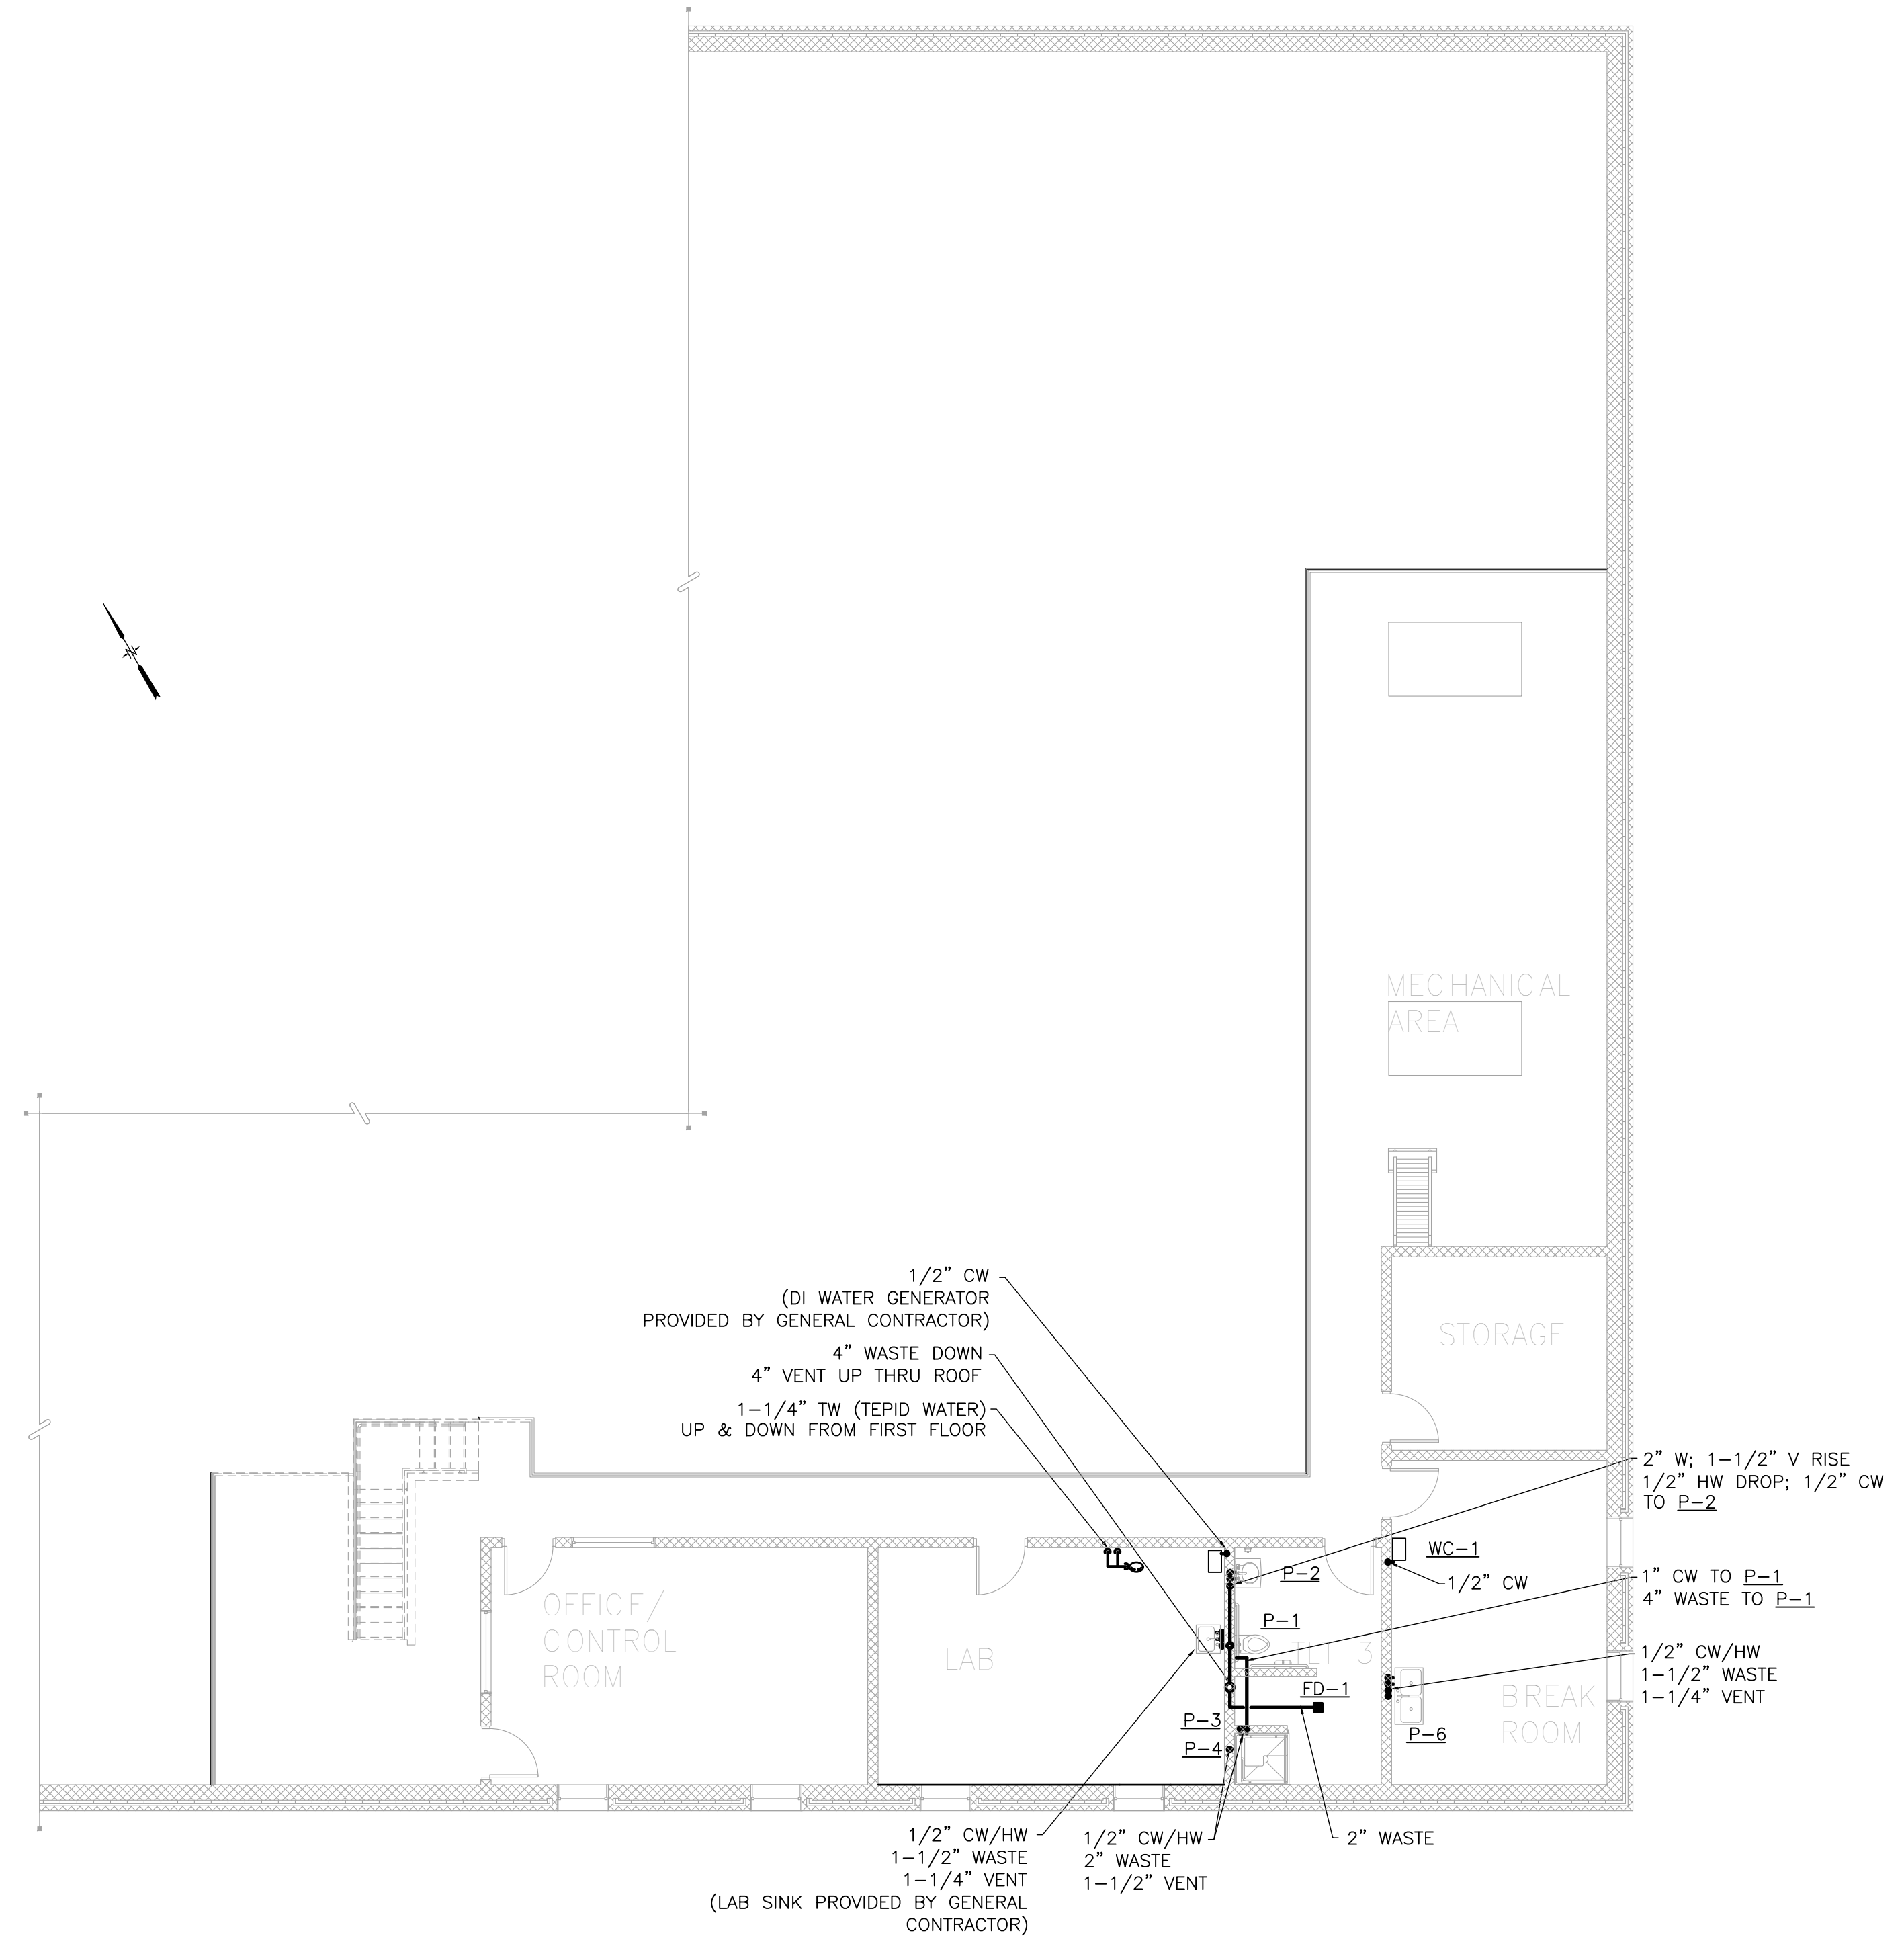 N
MECHANICAL
AREA
STORAGE
1/2" CW
(DI WATER GENERATOR
PROVIDED BY GENERAL CONTRACTOR)
4" WASTE DOWN
4" VENT UP THRU ROOF
1-1/4" TW (TEPID WATER)
UP & DOWN FROM FIRST FLOOR
2" W; 1-1/2" V RISE
1/2" HW DROP; 1/2" CW
TO P-2
WC-1
1/2" CW
P-2
1" CW TO P-1
4" WASTE TO P-1
OFFICE/
CONTROL
ROOM
LAB
P-1
TLT 3
1/2" CW/HW
1-1/2" WASTE
1-1/4" VENT
FD-1
BREAK
ROOM
P-3
P-4
P-6
1/2" CW/HW
1-1/2" WASTE
1-1/4" VENT
(LAB SINK PROVIDED BY GENERAL
CONTRACTOR)
1/2" CW/HW
2" WASTE
1-1/2" VENT
2" WASTE